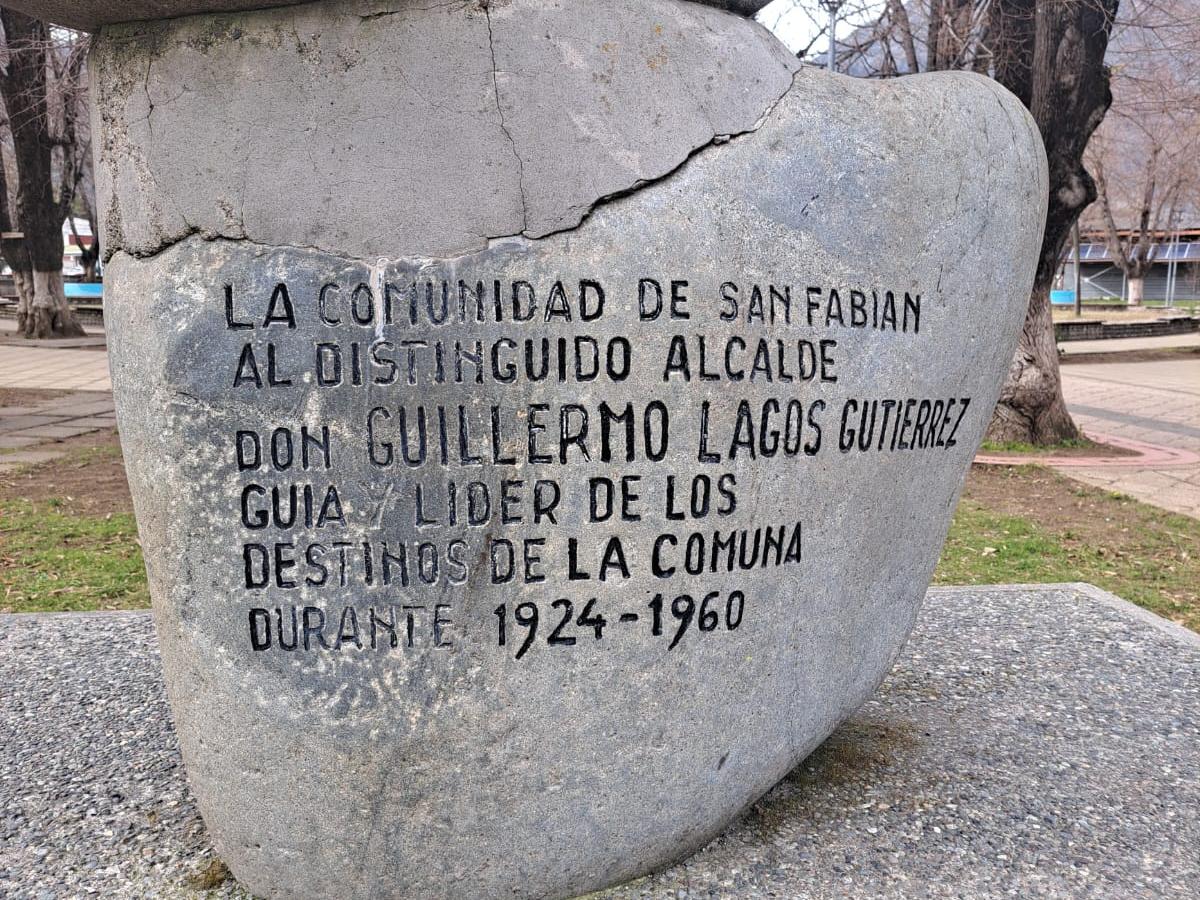 LA COMUNIDAD DE SAN FABIAN
AL DISTINGUIDO ALCALDE
DON GUILLERMO LAGOS GUTIERREZ
GUIA Y LIDER DE LOS
DESTINOS DE LA COMUNA
DURANTE 1924-1960